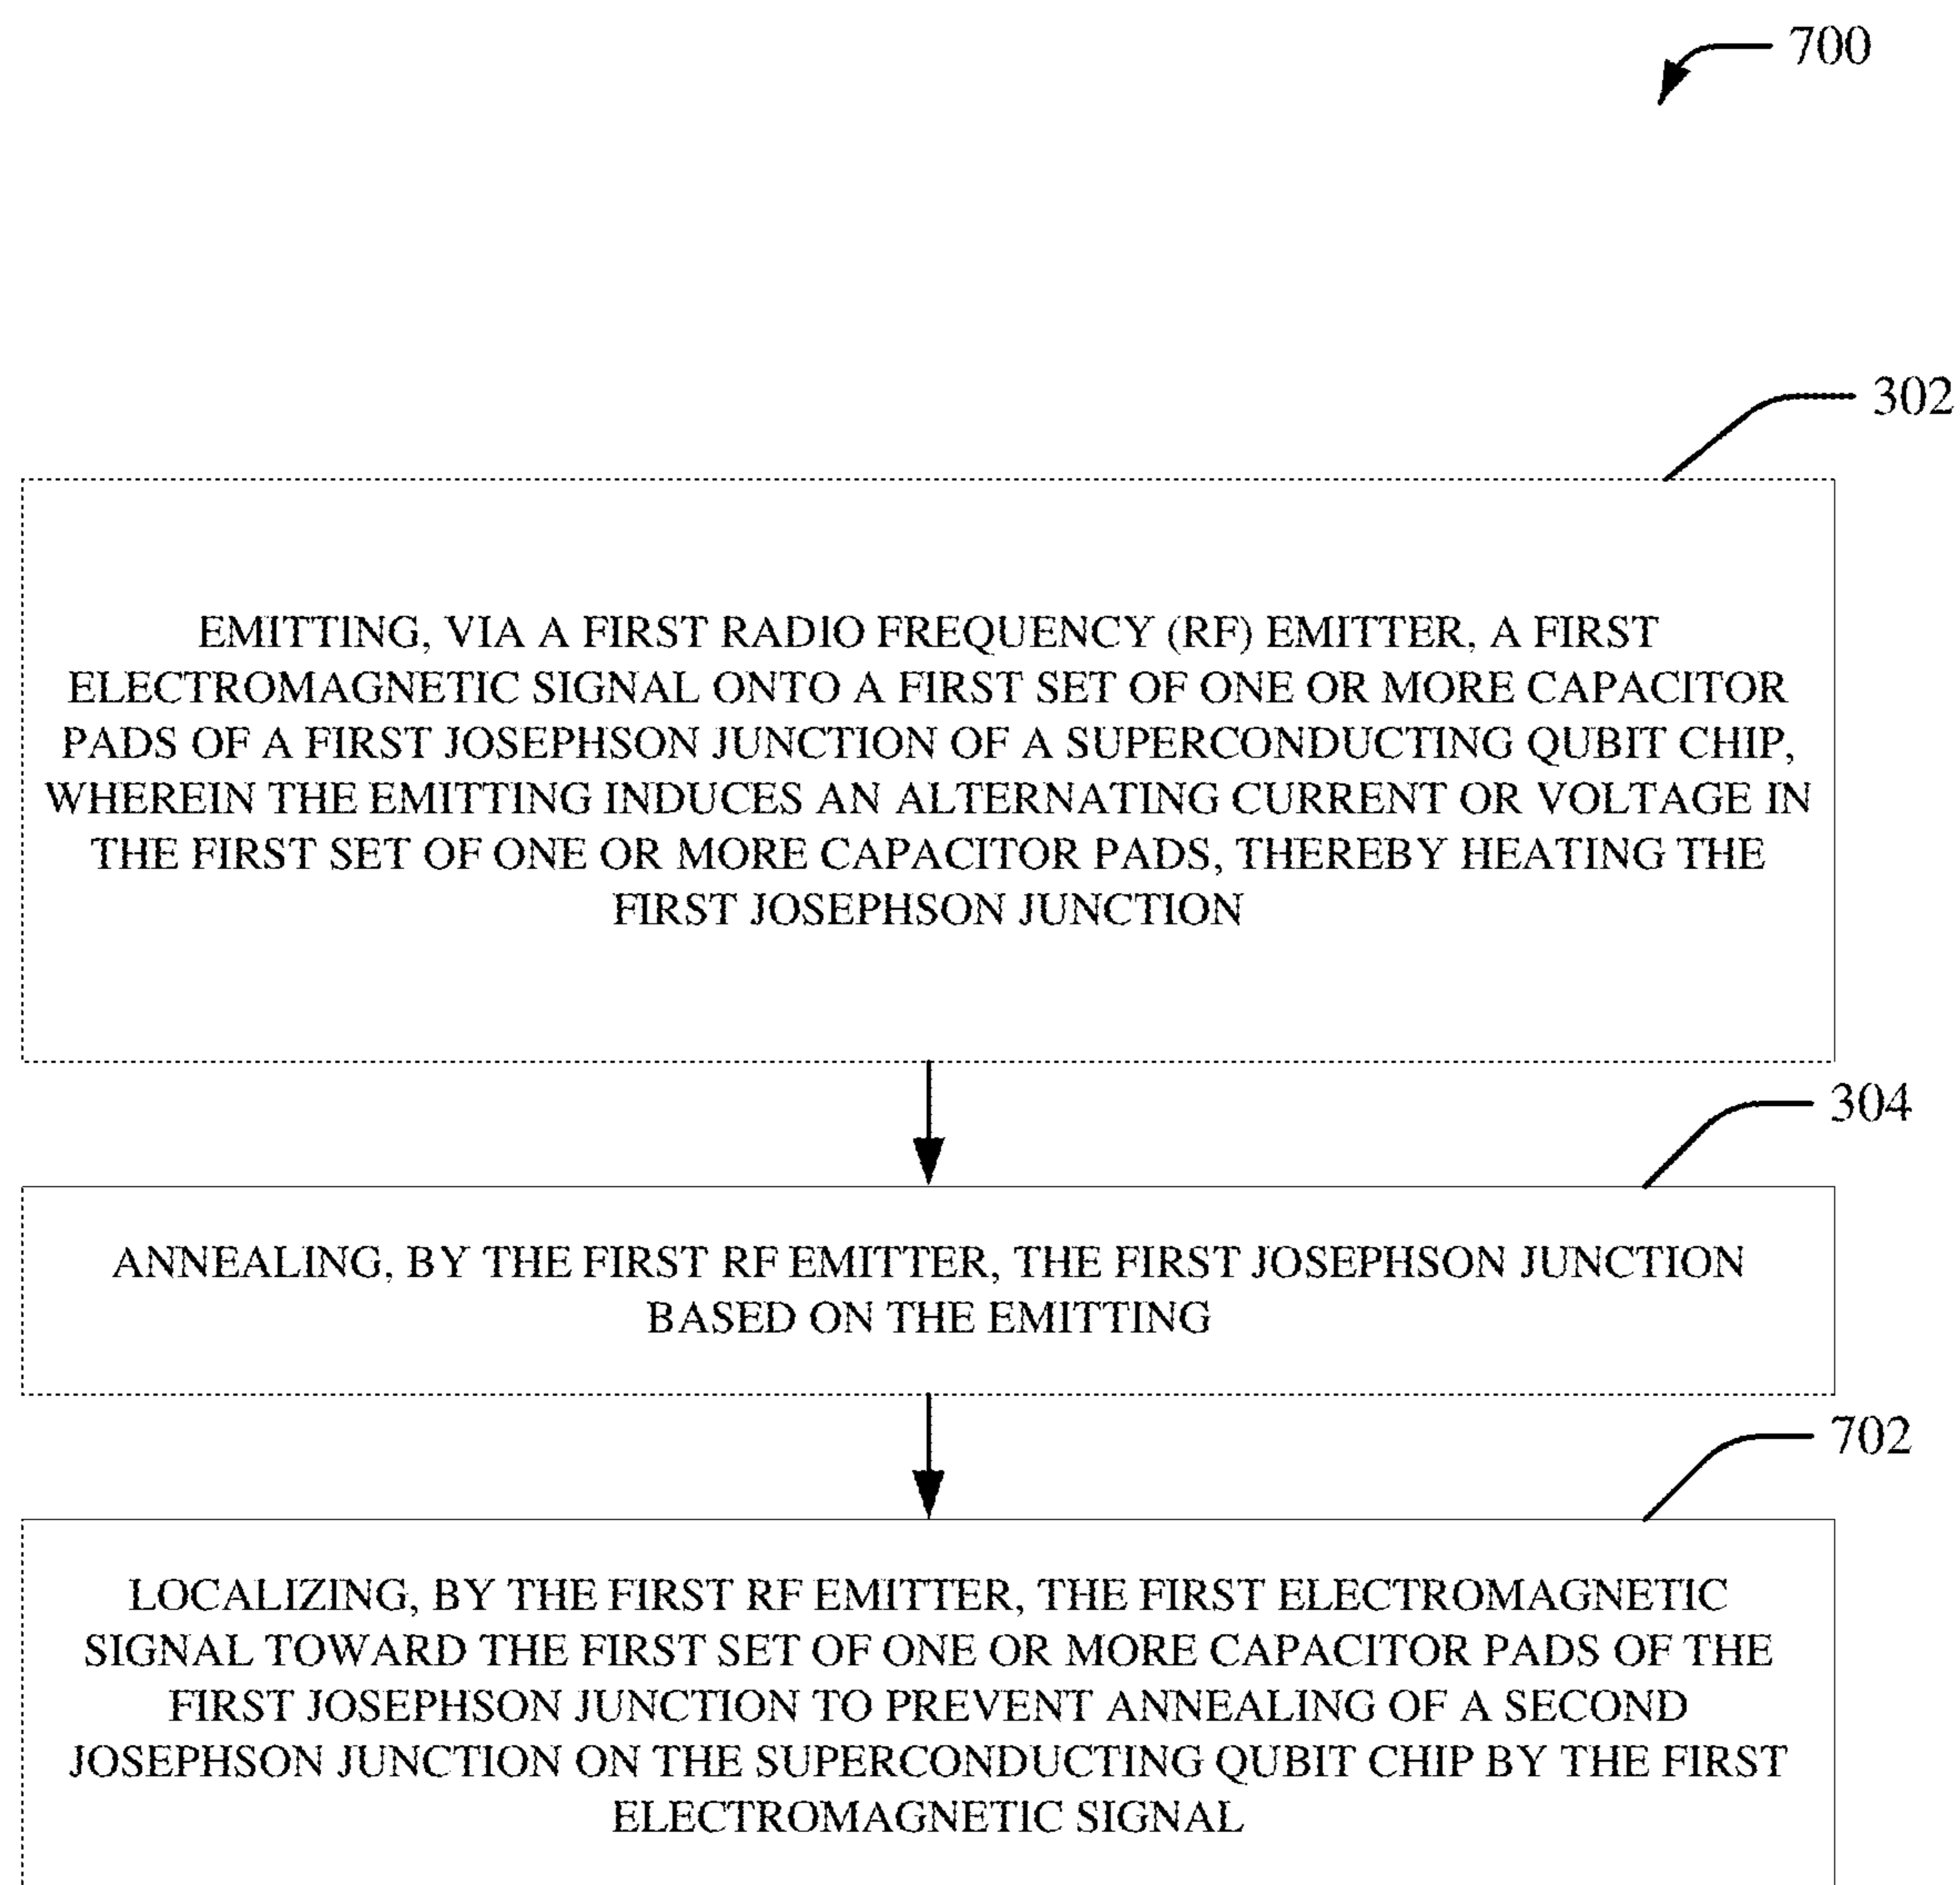 700
302
EMITTING, VIA A FIRST RADIO FREQUENCY (RF) EMITTER, A FIRST
ELECTROMAGNETIC SIGNAL ONTO A FIRST SET OF ONE OR MORE CAPACITOR
PADS OF A FIRST JOSEPHSON JUNCTION OF A SUPERCONDUCTING QUBIT CHIP,
WHEREIN THE EMITTING INDUCES AN ALTERNATING CURRENT OR VOLTAGE IN
THE FIRST SET OF ONE OR MORE CAPACITOR PADS, THEREBY HEATING THE
FIRST JOSEPHSON JUNCTION
304
ANNEALING, BY THE FIRST RF EMITTER, THE FIRST JOSEPHSON JUNCTION
BASED ON THE EMITTING
702
LOCALIZING, BY THE FIRST RF EMITTER, THE FIRST ELECTROMAGNETIC
SIGNAL TOWARD THE FIRST SET OF ONE OR MORE CAPACITOR PADS OF THE
FIRST JOSEPHSON JUNCTION TO PREVENT ANNEALING OF A SECOND
JOSEPHSON JUNCTION ON THE SUPERCONDUCTING QUBIT CHIP BY THE FIRST
ELECTROMAGNETIC SIGNAL